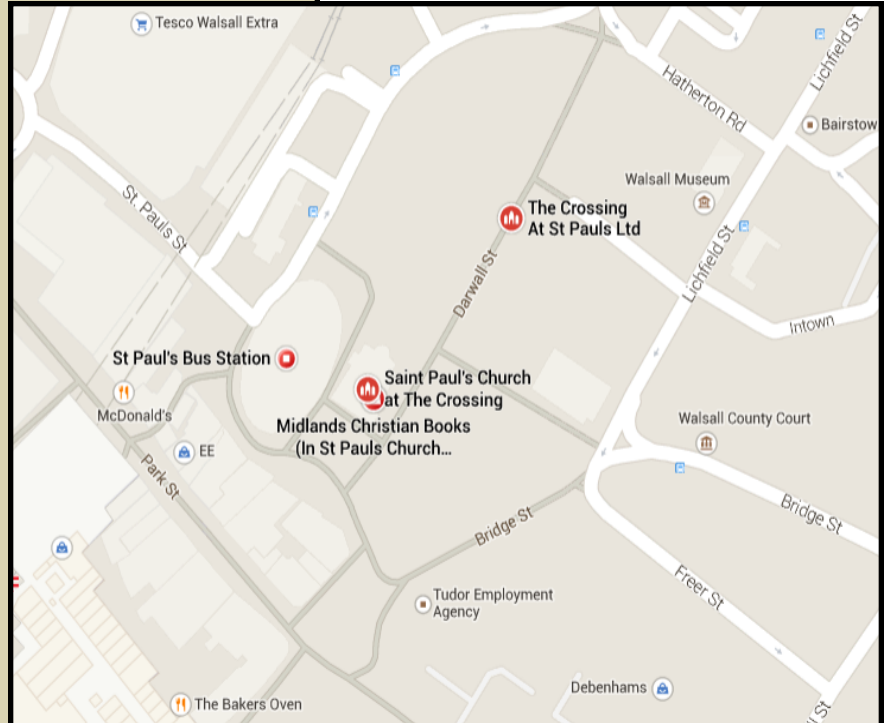 Tesco Walsall Extra
Lichfield St
Hatherton Rd
Bairstow
Walsall Museum
St. Pauls St
The Crossing
At St Pauls Ltd
Lichfield St
Darwall St
Intown
St Paul's Bus Station
Saint Paul's Church
at The Crossing
McDonald's
Midlands Christian Books
(In St Pauls Church...
Walsall County Court
EE
Park St
Bridge St
Bridge St
Freer St
Tudor Employment
Agency
Debenhams
The Bakers Oven
St